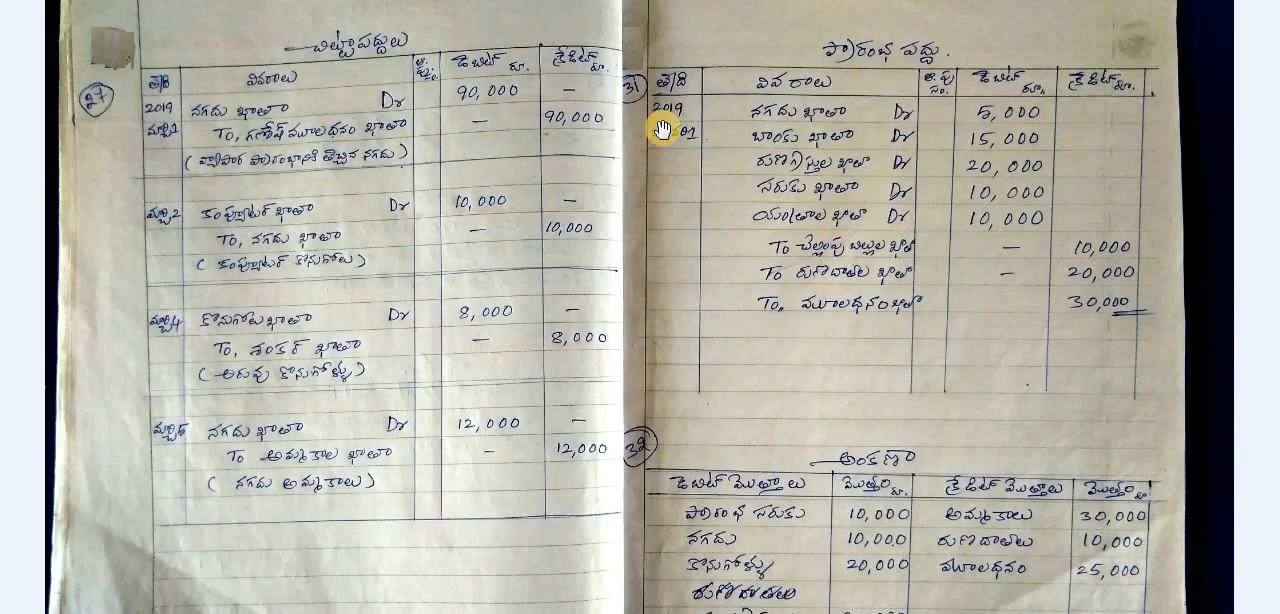 చిట్టాపద్దులు
27
తేది వివరాలు ఆ.పు.సం. డెబిట్ రూ. క్రెడిట్ రూ.
2019 నగదు ఖాతా Dr 90,000 —
మార్చి1 To, గణేష్ మూలధనం ఖాతా — 90,000
(వ్యాపార ప్రారంభానికి తెచ్చిన నగదు)
మార్చి2 కంప్యూటర్ ఖాతా Dr 10,000 —
To, నగదు ఖాతా — 10,000
(కంప్యూటర్ కొనుగోలు)
మార్చి4 కొనుగోలుఖాతా Dr 8,000 —
To, శంకర్ ఖాతా — 8,000
(అరువు కొనుగోళ్ళు)
నగదు ఖాతా Dr 12,000 —
To అమ్మకాల ఖాతా — 12,000
(నగదు అమ్మకాలు)
ప్రారంభ పద్దు.
31
తేది వివరాలు ఆ.పు సం. డెబిట్ రూ. క్రెడిట్ రూ.
2019 నగదు ఖాతా Dr 5,000
బాంకు ఖాతా Dr 15,000
రుణగ్రస్తుల ఖాతా Dr 20,000
సరుకు ఖాతా Dr 10,000
యంత్రాల ఖాతా Dr 10,000
To చెల్లింపు బిల్లుల ఖాతా — 10,000
To రుణదాతల ఖాతా — 20,000
To, మూలధనంఖాతా 30,000
32
అంకణా
డెబిట్ మొత్తాలు మొత్తం రూ. క్రెడిట్ మొత్తాలు మొత్తం రూ
ప్రారంభ సరుకు 10,000 అమ్మకాలు 30,000
నగదు 10,000 రుణదాతలు 10,000
కొనుగోళ్ళు 20,000 మూలధనం 25,000